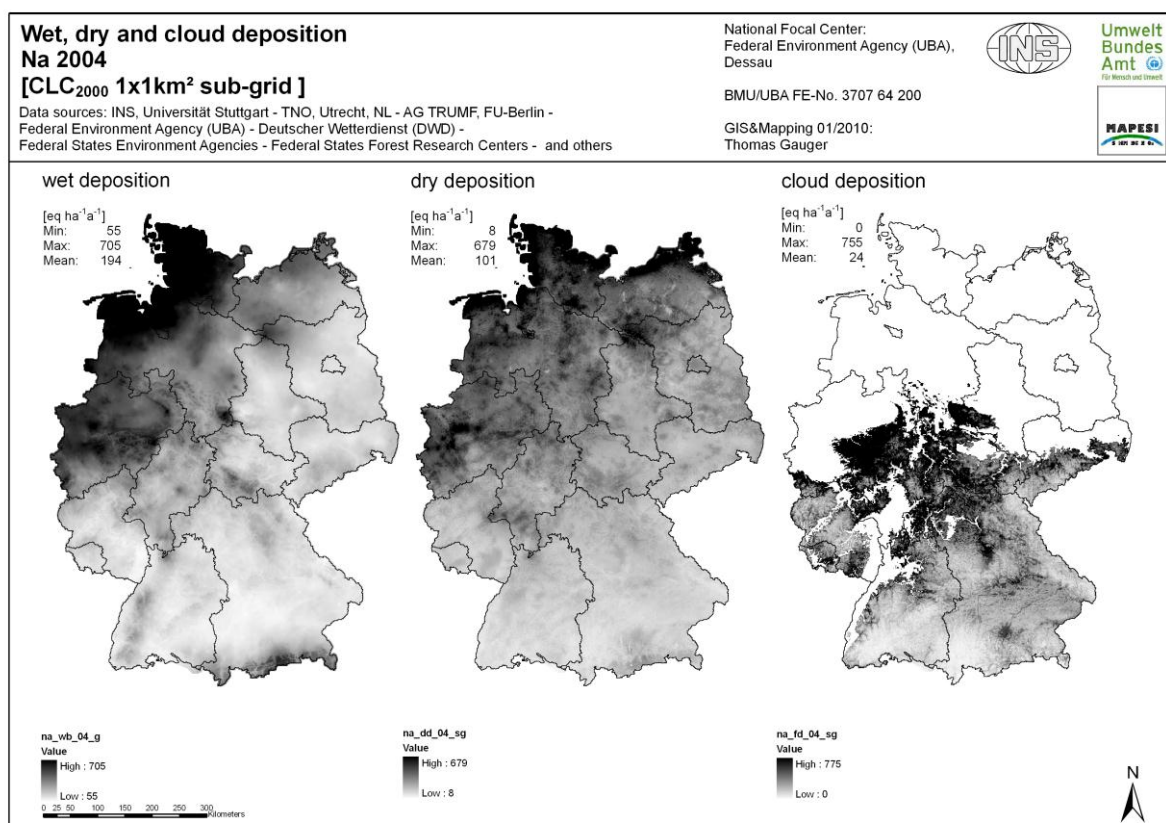 Wet, dry and cloud deposition
Na 2004
[CLC2000 1x1km² sub-grid ]
Data sources: INS, Universität Stuttgart - TNO, Utrecht, NL - AG TRUMF, FU-Berlin -
Federal Environment Agency (UBA) - Deutscher Wetterdienst (DWD) -
Federal States Environment Agencies - Federal States Forest Research Centers -  and others
National Focal Center:
Federal Environment Agency (UBA),
Dessau
BMU/UBA FE-No. 3707 64 200
GIS&Mapping 01/2010:
Thomas Gauger
INS
Umwelt
Bundes
Amt
Für Mensch und Umwelt
MAPESI
wet deposition
[eq ha⁻¹a⁻¹]
Min: 55
Max: 705
Mean: 194
dry deposition
[eq ha⁻¹a⁻¹]
Min: 8
Max: 679
Mean: 101
cloud deposition
[eq ha⁻¹a⁻¹]
Min: 0
Max: 755
Mean: 24
na_wb_04_g
Value
High : 705
Low : 55
0 25 50 100 150 200 250 300
Kilometers
na_dd_04_sg
Value
High : 679
Low : 8
na_fd_04_sg
Value
High : 775
Low : 0
N